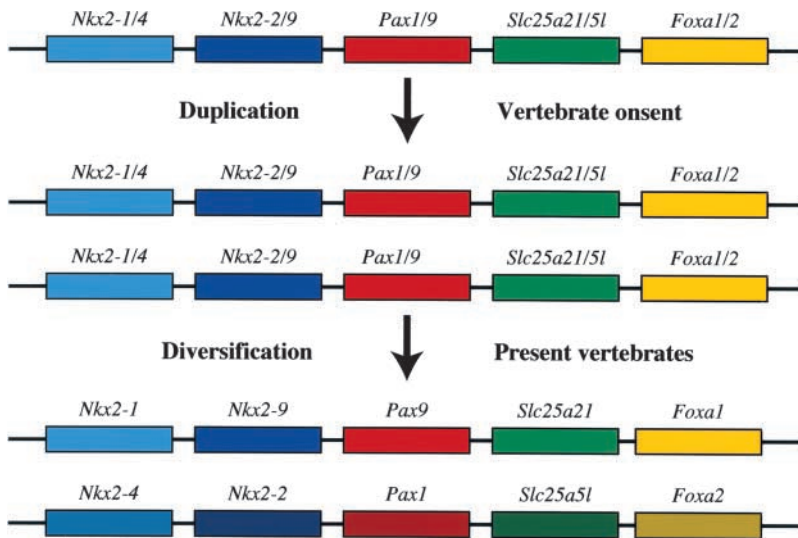 Nkx2-1/4 Nkx2-2/9 Pax1/9 Slc25a21/5l Foxa1/2
Duplication Vertebrate onsent
Nkx2-1/4 Nkx2-2/9 Pax1/9 Slc25a21/5l Foxa1/2
Nkx2-1/4 Nkx2-2/9 Pax1/9 Slc25a21/5l Foxa1/2
Diversification Present vertebrates
Nkx2-1 Nkx2-9 Pax9 Slc25a21 Foxa1
Nkx2-4 Nkx2-2 Pax1 Slc25a5l Foxa2